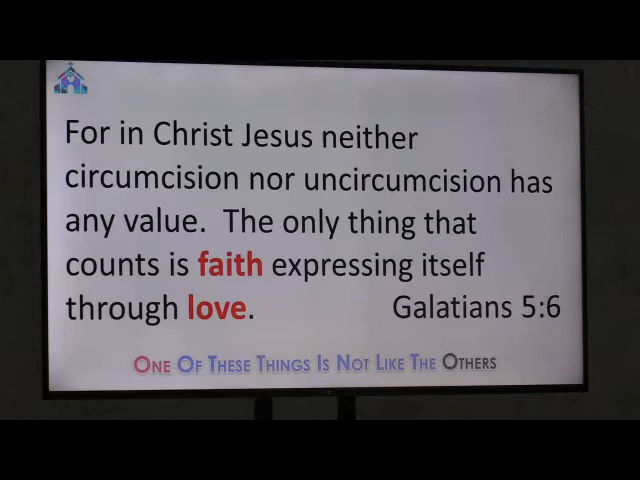 For in Christ Jesus neither
circumcision nor uncircumcision has
any value.  The only thing that
counts is faith expressing itself
through love. Galatians 5:6
ONE OF THESE THINGS IS NOT LIKE THE OTHERS